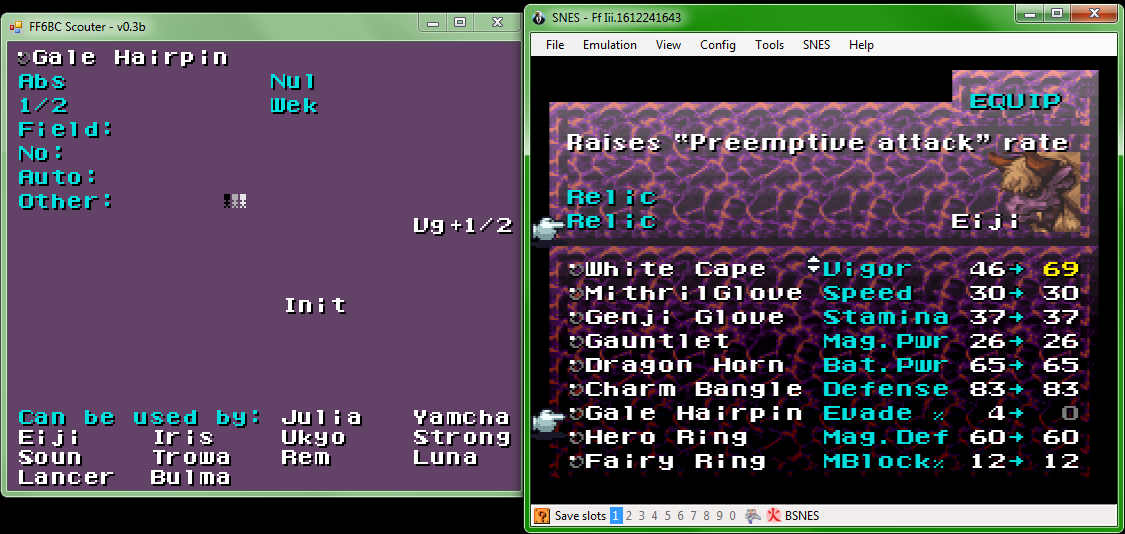 FF6BC Scouter - v0.3b
Gale Hairpin
Abs Nul
1/2 Wek
Field:
No:
Auto:
Other:
Vg+1/2
Init
Can be used by: Julia Yamcha
Eiji Iris Ukyo Strong
Soun Trowa Rem Luna
Lancer Bulma
SNES - Ff Iii.1612241643
File Emulation View Config Tools SNES Help
EQUIP
Raises “Preemptive attack” rate
Relic
Relic Eiji
White Cape Vigor 46→ 69
MithrilGlove Speed 30→ 30
Genji Glove Stamina 37→ 37
Gauntlet Mag.Pwr 26→ 26
Dragon Horn Bat.Pwr 65→ 65
Charm Bangle Defense 83→ 83
Gale Hairpin Evade % 4→ 0
Hero Ring Mag.Def 60→ 60
Fairy Ring MBlock% 12→ 12
Save slots 1 2 3 4 5 6 7 8 9 0 火 BSNES